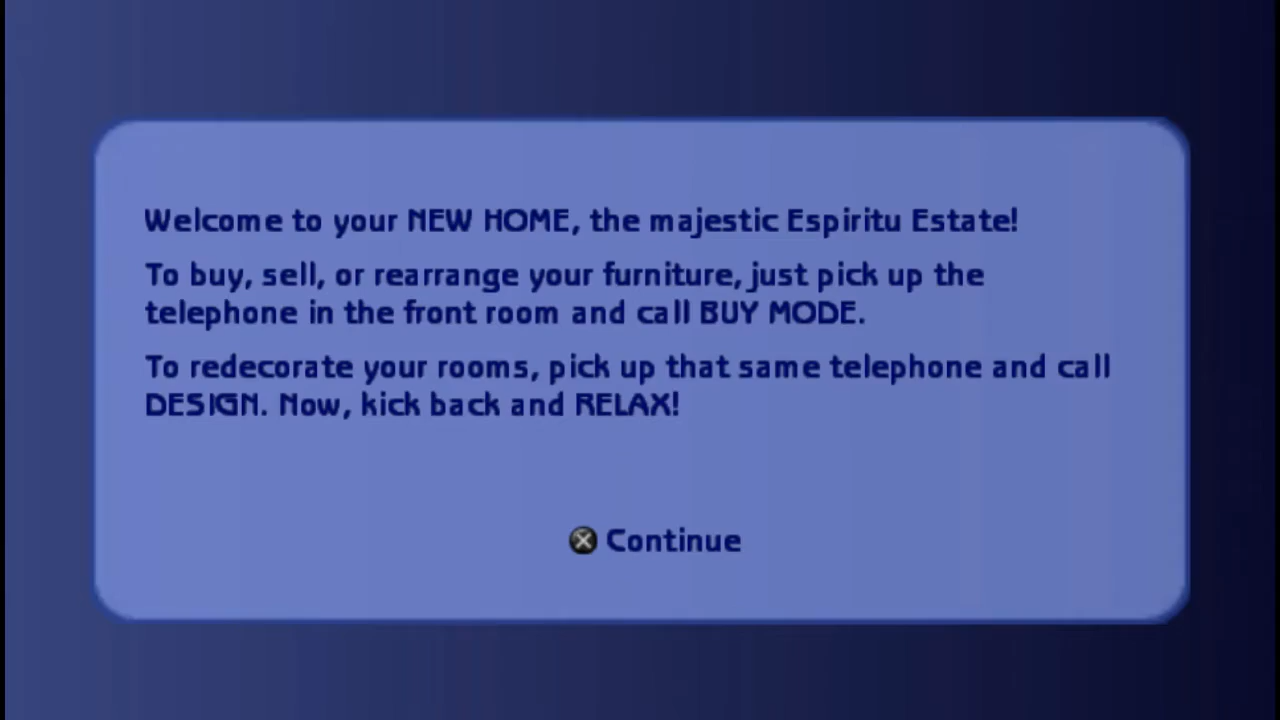 Welcome to your NEW HOME, the majestic Espiritu Estate!
To buy, sell, or rearrange your furniture, just pick up the
telephone in the front room and call BUY MODE.
To redecorate your rooms, pick up that same telephone and call
DESIGN. Now, kick back and RELAX!
Continue